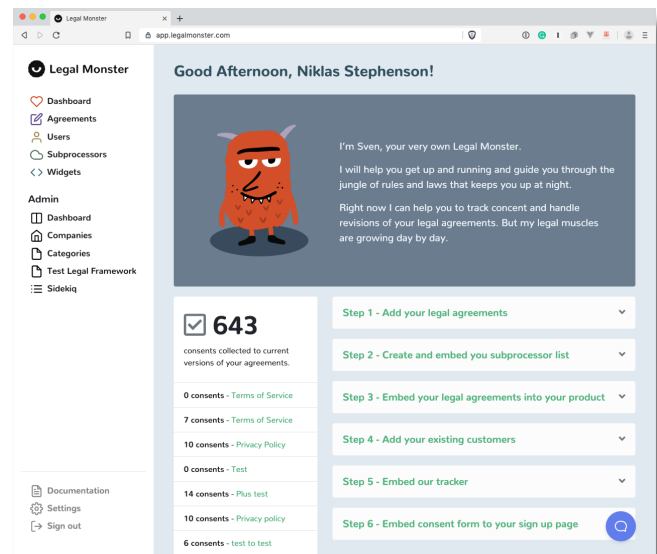 Legal Monster
app.legalmonster.com
Legal Monster
Dashboard
Agreements
Users
Subprocessors
Widgets
Admin
Dashboard
Companies
Categories
Test Legal Framework
Sidekiq
Documentation
Settings
Sign out
Good Afternoon, Niklas Stephenson!
I'm Sven, your very own Legal Monster.
I will help you get up and running and guide you through the
jungle of rules and laws that keeps you up at night.
Right now I can help you to track concent and handle
revisions of your legal agreements. But my legal muscles
are growing day by day.
643
consents collected to current
versions of your agreements.
0 consents - Terms of Service
7 consents - Terms of Service
10 consents - Privacy Policy
0 consents - Test
14 consents - Plus test
10 consents - Privacy policy
6 consents - test to test
Step 1 - Add your legal agreements
Step 2 - Create and embed you subprocessor list
Step 3 - Embed your legal agreements into your product
Step 4 - Add your existing customers
Step 5 - Embed our tracker
Step 6 - Embed consent form to your sign up page